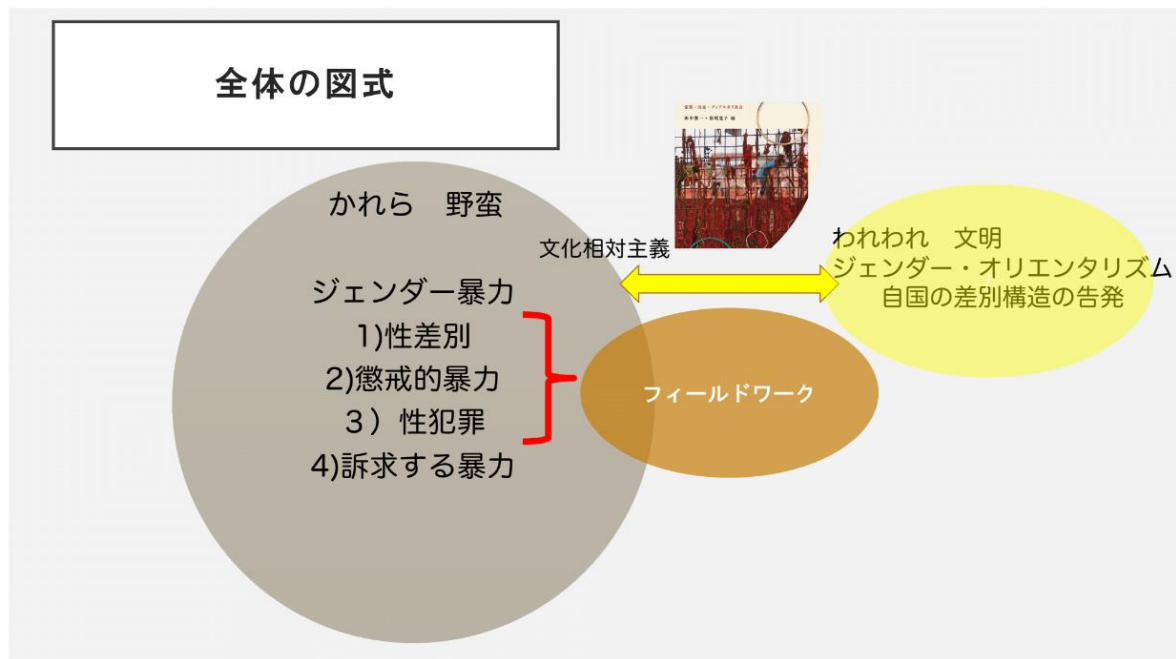 全体の図式
かれら 野蛮
ジェンダー暴力
1)性差別
2)懲戒的暴力
3）性犯罪
4)訴求する暴力
文化相対主義
われわれ 文明
ジェンダー・オリエンタリズム
自国の差別構造の告発
フィールドワーク